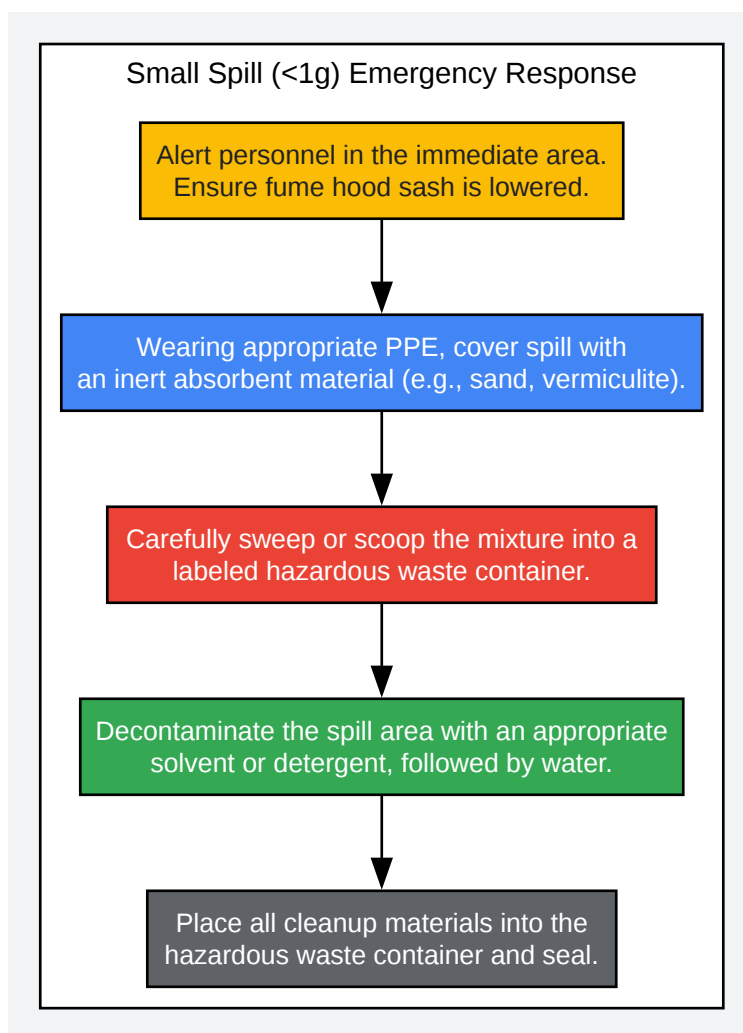 Small Spill (<1g) Emergency Response
Alert personnel in the immediate area.
Ensure fume hood sash is lowered.
Wearing appropriate PPE, cover spill with
an inert absorbent material (e.g., sand, vermiculite).
Carefully sweep or scoop the mixture into a
labeled hazardous waste container.
Decontaminate the spill area with an appropriate
solvent or detergent, followed by water.
Place all cleanup materials into the
hazardous waste container and seal.